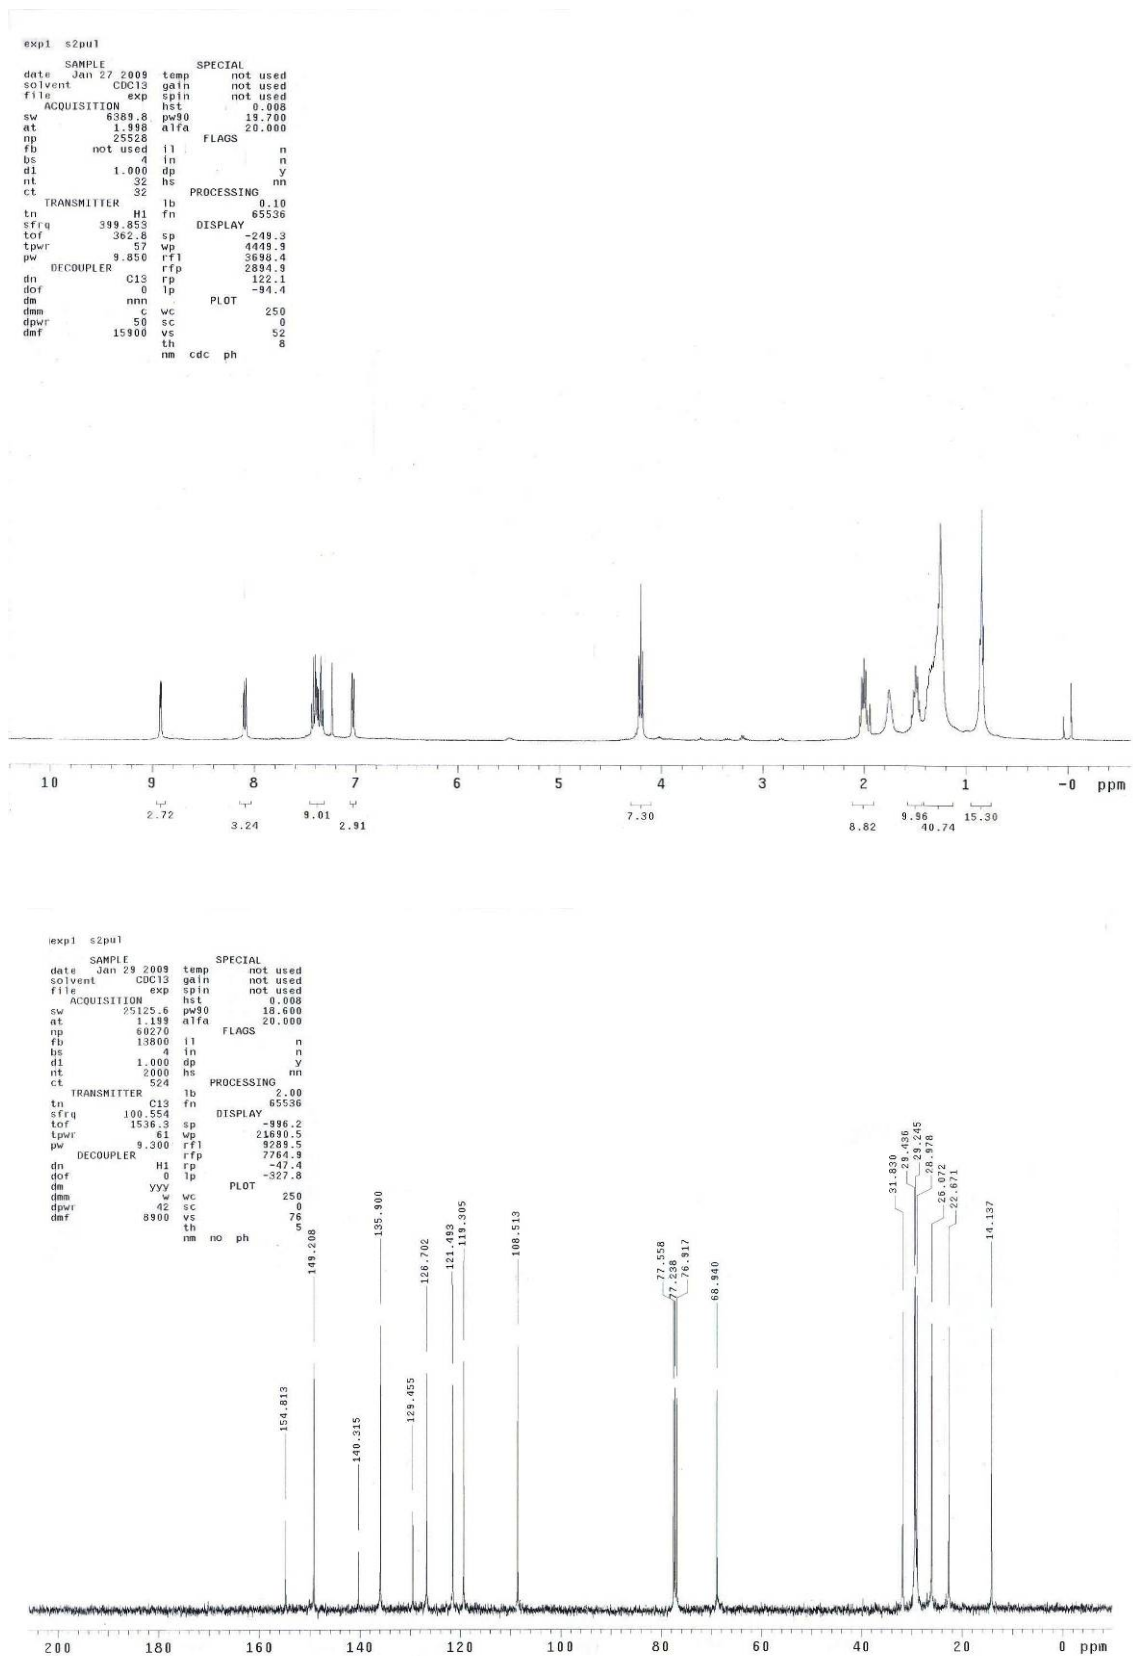 exp1 s2pul
SAMPLE SPECIAL
date Jan 27 2009 temp not used
solvent CDCl3 gain not used
file exp spin not used
ACQUISITION hst 0.008
sw 6389.8 pw90 19.700
at 1.998 alfa 20.000
np 25528 FLAGS
fb not used il n
bs 4 in n
d1 1.000 dp y
nt 32 hs nn
ct 32 PROCESSING
TRANSMITTER lb 0.10
tn H1 fn 65536
sfrq 399.853 DISPLAY
tof 362.8 sp -249.3
tpwr 57 wp 4449.9
pw 9.850 rfl 3698.4
DECOUPLER rfp 2894.9
dn C13 rp 122.1
dof 0 lp -94.4
dm nnn PLOT
dmm c wc 250
dpwr 50 sc 0
dmf 15900 vs 52
th 8
nm cdc ph
10 9 8 7 6 5 4 3 2 1 -0 ppm
2.72 3.24 9.01 2.91 7.30 8.82 9.96 40.74 15.30
exp1 s2pul
SAMPLE SPECIAL
date Jan 29 2009 temp not used
solvent CDCl3 gain not used
file exp spin not used
ACQUISITION hst 0.008
sw 25125.6 pw90 18.600
at 1.199 alfa 20.000
np 60270 FLAGS
fb 13800 il n
bs 4 in n
d1 1.000 dp y
nt 2000 hs nn
ct 524 PROCESSING
TRANSMITTER lb 2.00
tn C13 fn 65536
sfrq 100.554 DISPLAY
tof 1536.3 sp -996.2
tpwr 61 wp 21690.5
pw 9.300 rfl 9289.5
DECOUPLER rfp 7764.9
dn H1 rp -47.4
dof 0 lp -327.8
dm yyy PLOT
dmm w wc 250
dpwr 42 sc 0
dmf 8900 vs 76
th 5
nm no ph
154.813
149.208
140.315
135.900
129.455
126.702
121.493
119.305
108.513
77.558
77.238
76.917
68.940
31.830
29.436
29.245
28.978
26.072
22.671
14.137
200 180 160 140 120 100 80 60 40 20 0 ppm